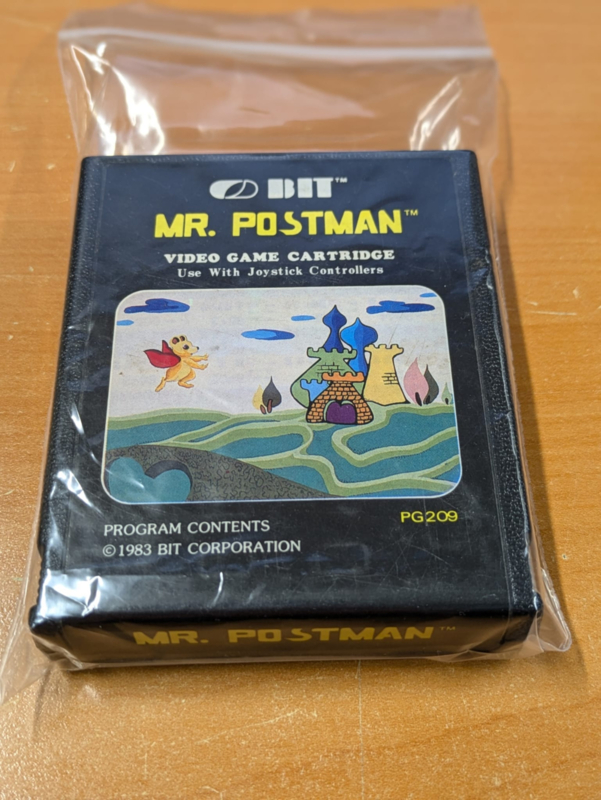 BIT™
MR. POSTMAN™
VIDEO GAME CARTRIDGE
Use With Joystick Controllers
PG209
PROGRAM CONTENTS
©1983 BIT CORPORATION
MR. POSTMAN™